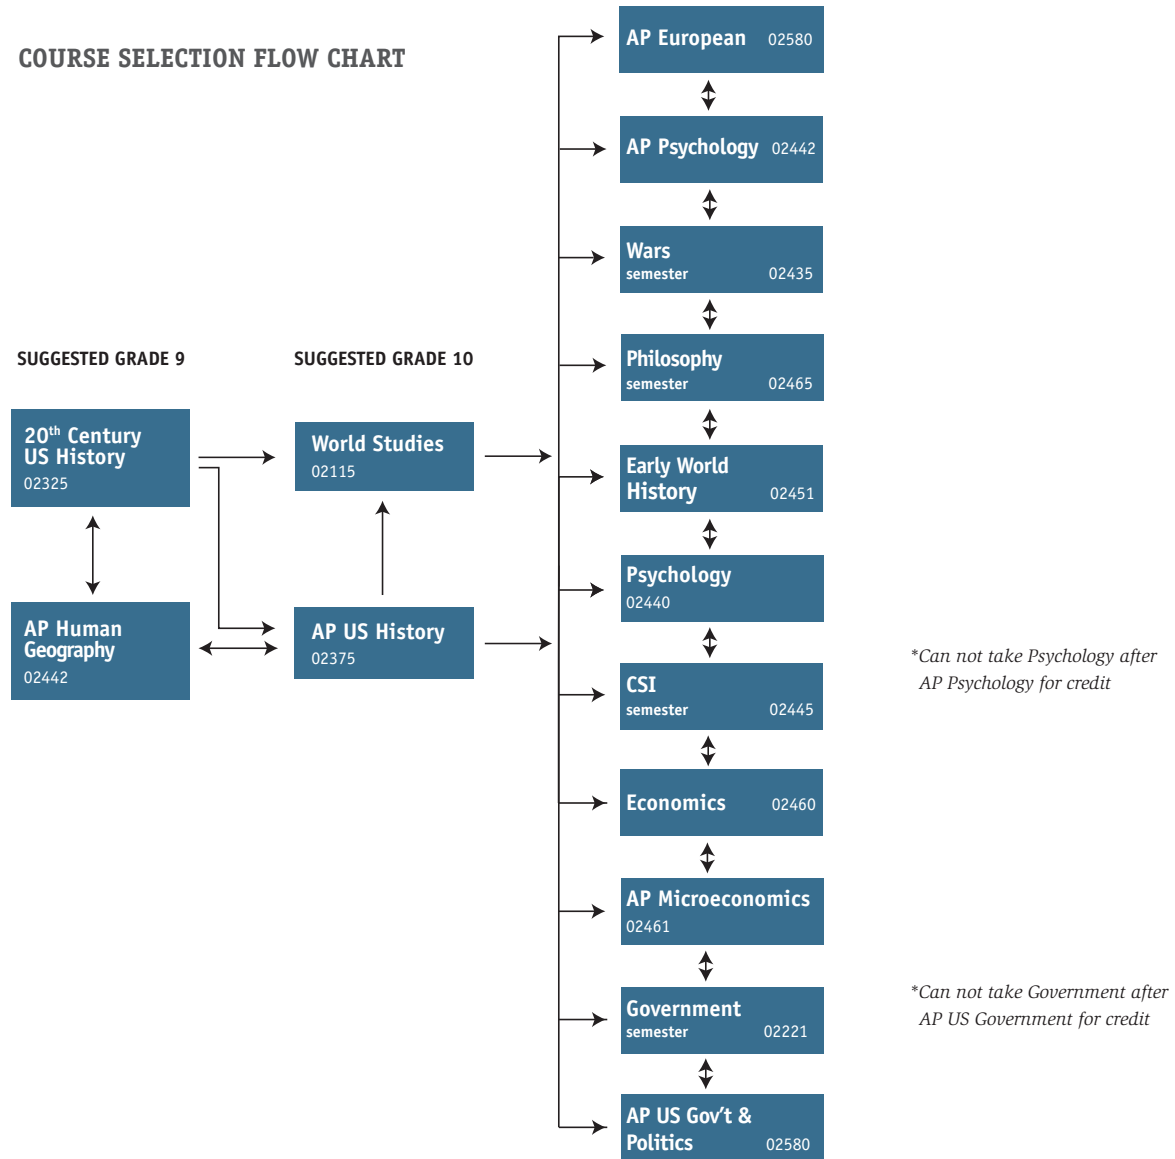 COURSE SELECTION FLOW CHART
SUGGESTED GRADE 9
20th Century
US History
02325
AP Human
Geography
02442
SUGGESTED GRADE 10
World Studies
02115
AP US History
02375
AP European 02580
AP Psychology 02442
Wars
semester 02435
Philosophy
semester 02465
Early World
History 02451
Psychology
02440
CSI
semester 02445
Economics 02460
AP Microeconomics
02461
Government
semester 02221
AP US Gov't &
Politics 02580
*Can not take Psychology after
AP Psychology for credit
*Can not take Government after
AP US Government for credit